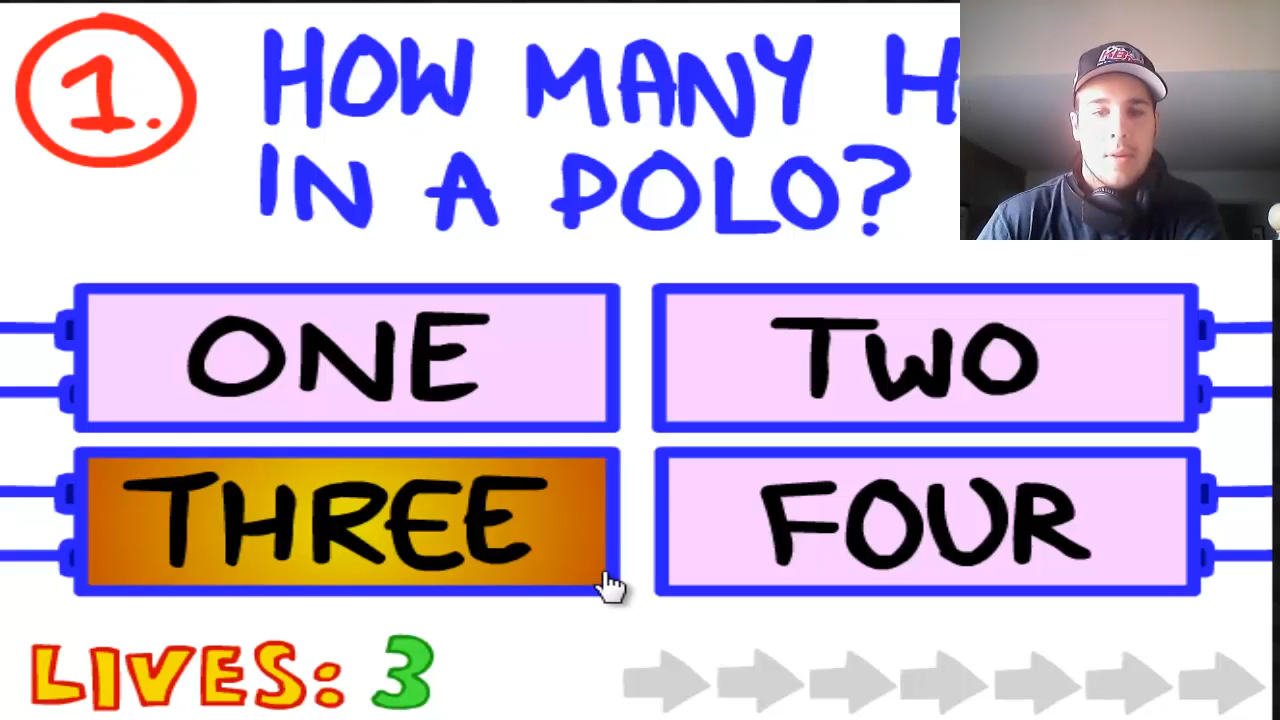 1. HOW MANY
IN A POLO?
ONE
TWO
THREE
FOUR
LIVES: 3